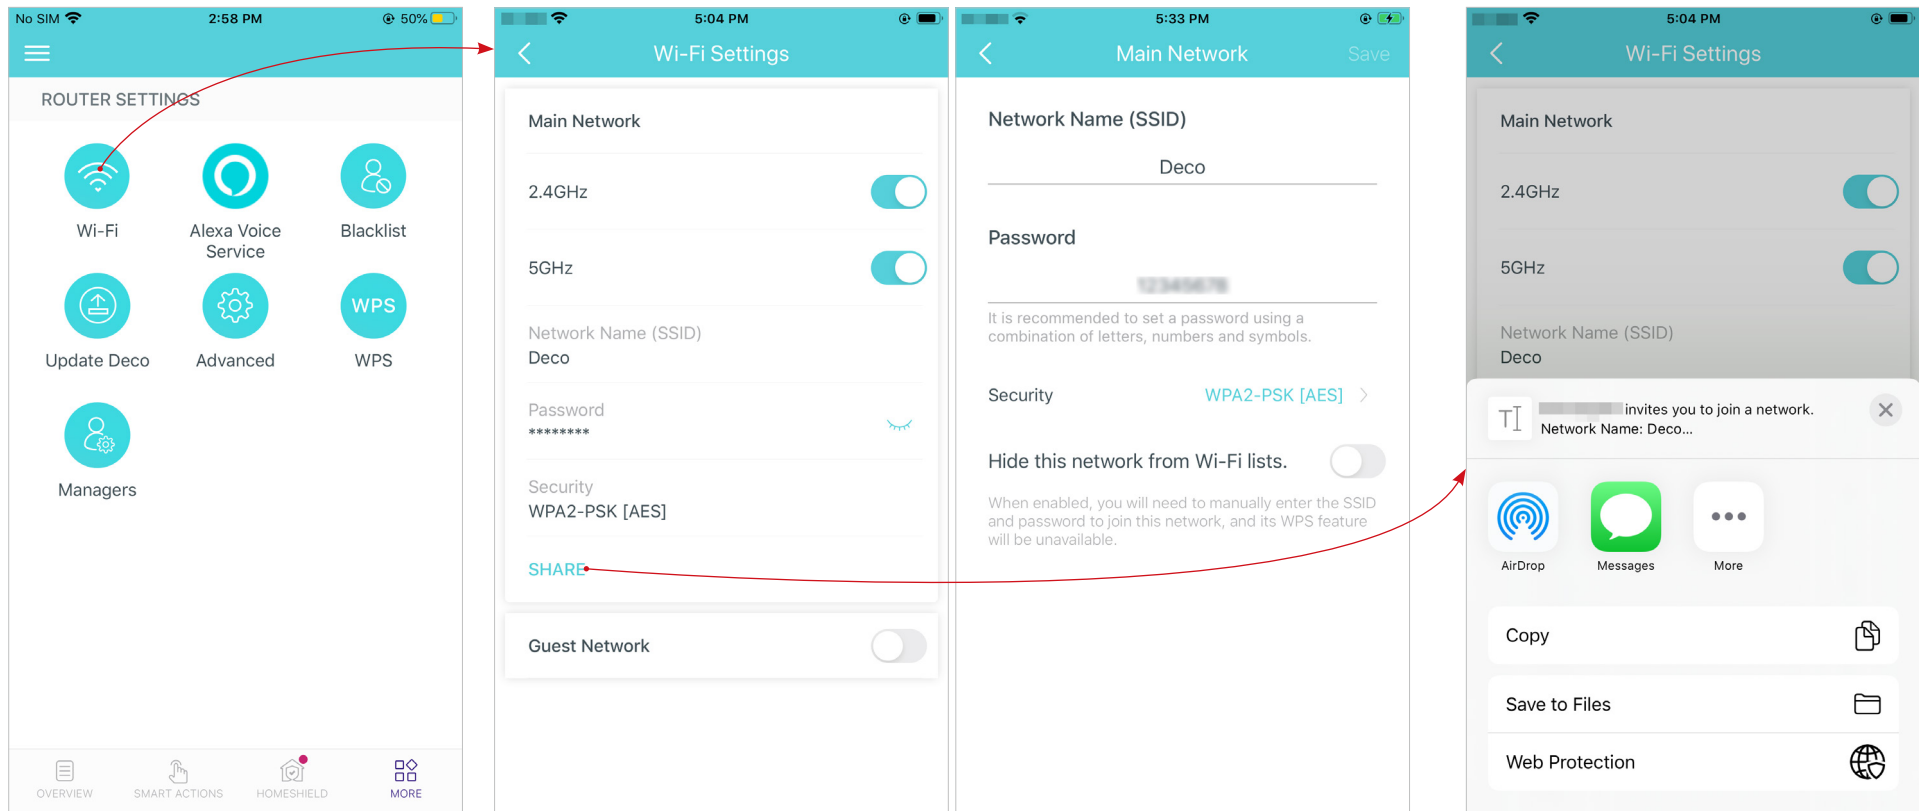 No SIM
2:58 PM
50%
ROUTER SETTINGS
Wi-Fi
Alexa Voice
Service
Blacklist
Update Deco
Advanced
WPS
WPS
Managers
OVERVIEW
SMART ACTIONS
HOMESHIELD
MORE
5:04 PM
Wi-Fi Settings
Main Network
2.4GHz
5GHz
Network Name (SSID)
Deco
Password
********
Security
WPA2-PSK [AES]
SHARE
Guest Network
5:33 PM
Main Network
Save
Network Name (SSID)
Deco
Password
12345678
It is recommended to set a password using a
combination of letters, numbers and symbols.
Security
WPA2-PSK [AES]
Hide this network from Wi-Fi lists.
When enabled, you will need to manually enter the SSID
and password to join this network, and its WPS feature
will be unavailable.
5:04 PM
Wi-Fi Settings
Main Network
2.4GHz
5GHz
Network Name (SSID)
Deco
invites you to join a network.
Network Name: Deco...
AirDrop
Messages
More
Copy
Save to Files
Web Protection